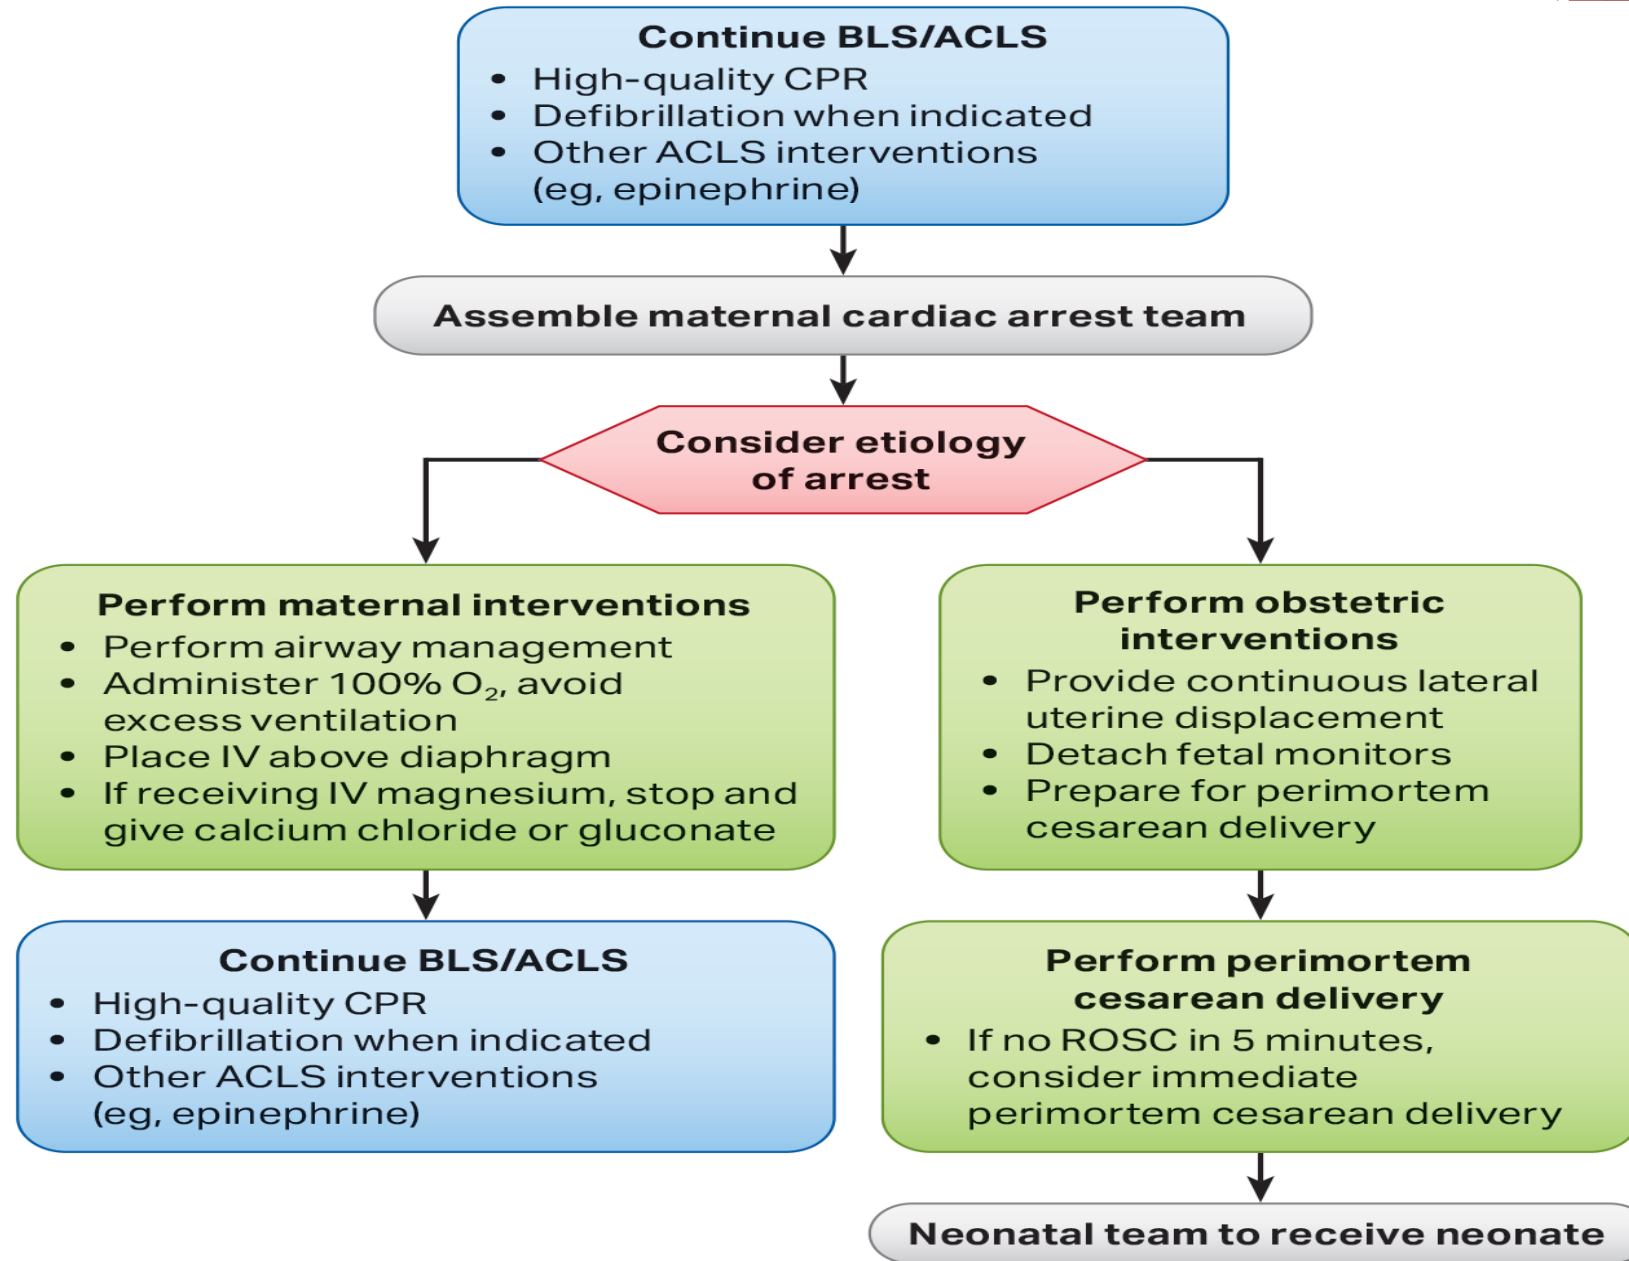 Continue BLS/ACLS
• High-quality CPR
• Defibrillation when indicated
• Other ACLS interventions
(eg, epinephrine)
Assemble maternal cardiac arrest team
Consider etiology
of arrest
Perform maternal interventions
• Perform airway management
• Administer 100% O₂, avoid
excess ventilation
• Place IV above diaphragm
• If receiving IV magnesium, stop and
give calcium chloride or gluconate
Continue BLS/ACLS
• High-quality CPR
• Defibrillation when indicated
• Other ACLS interventions
(eg, epinephrine)
Perform obstetric
interventions
• Provide continuous lateral
uterine displacement
• Detach fetal monitors
• Prepare for perimortem
cesarean delivery
Perform perimortem
cesarean delivery
• If no ROSC in 5 minutes,
consider immediate
perimortem cesarean delivery
Neonatal team to receive neonate